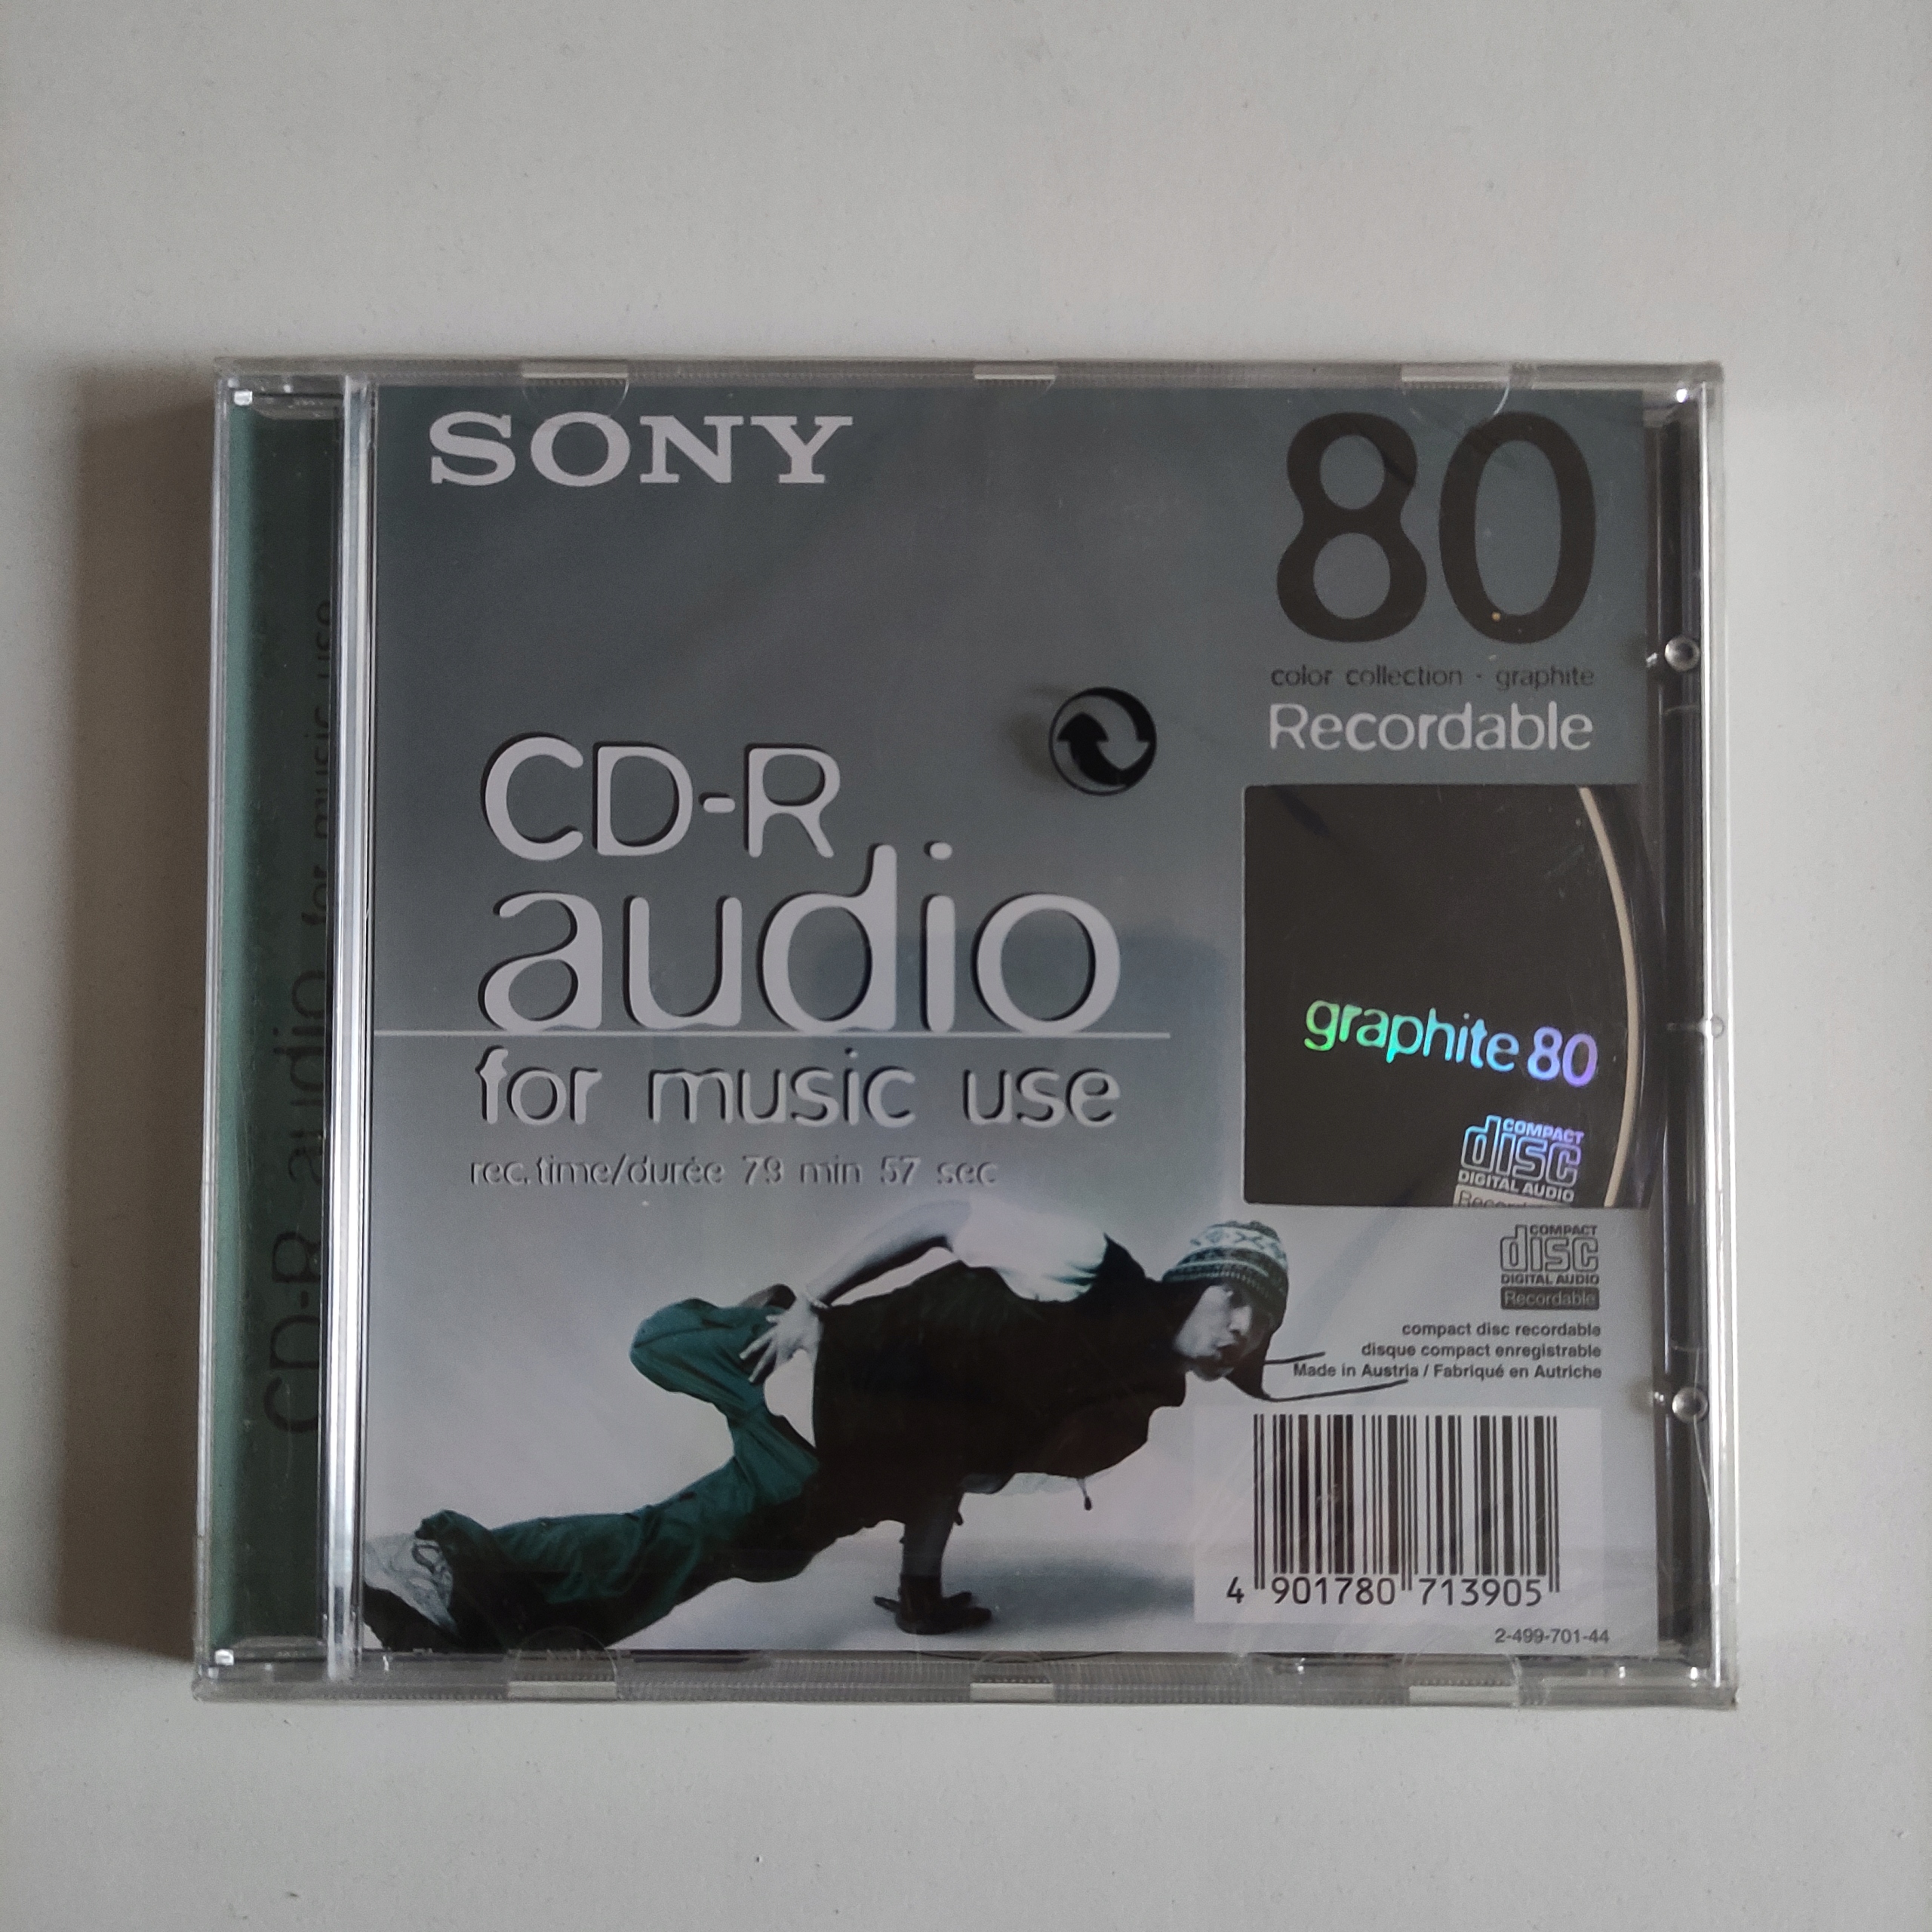 SONY
80
color collection · graphite
Recordable
CD-R
audio
for music use
rec. time/durée 79 min 57 sec
graphite 80
COMPACT
disc
DIGITAL AUDIO
COMPACT
disc
DIGITAL AUDIO
Recordable
compact disc recordable
disque compact enregistrable
Made in Austria / Fabriqué en Autriche
4 901780 713905
2-499-701-44
CD-R audio for music use